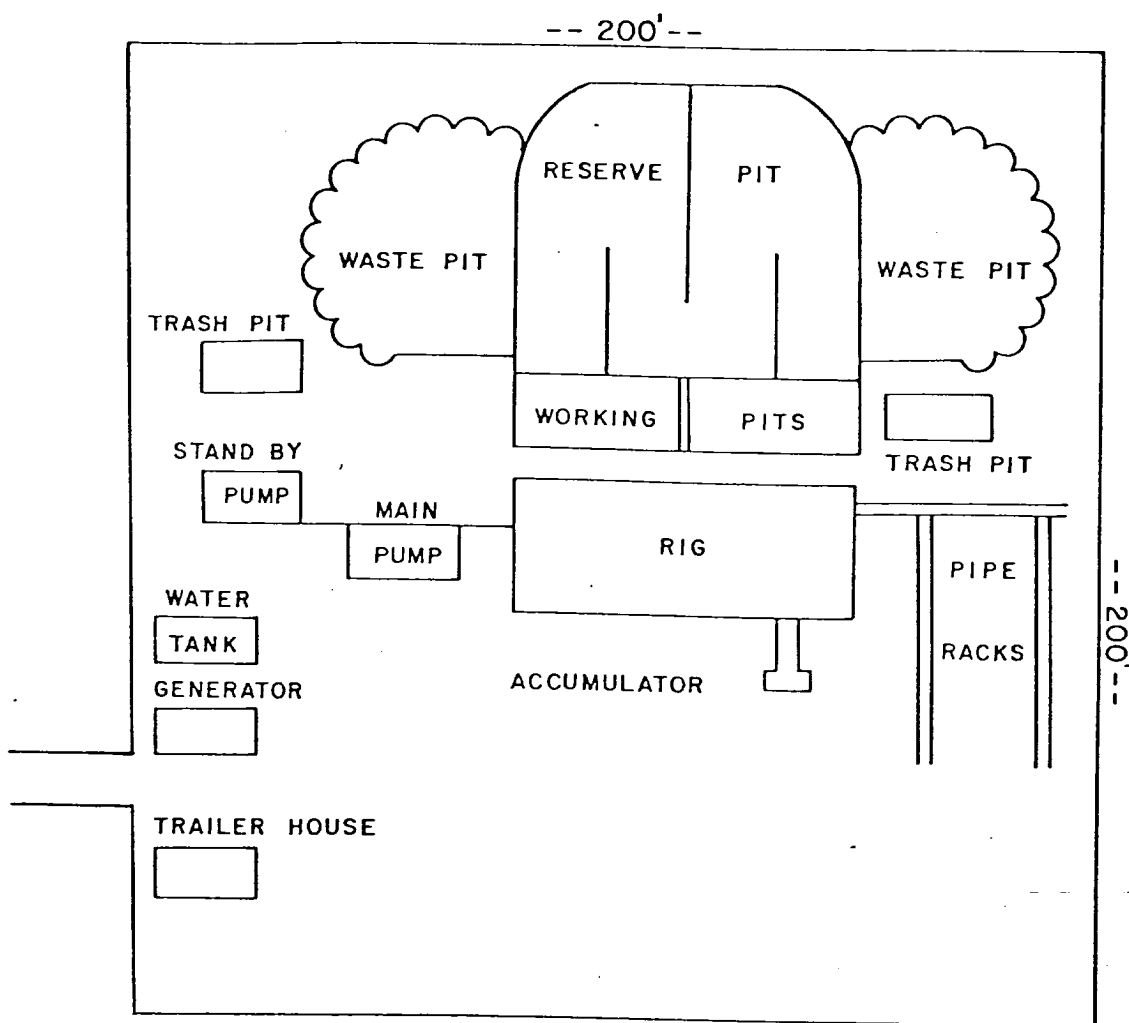 -- 200' --
RESERVE PIT
WASTE PIT
WASTE PIT
TRASH PIT
WORKING PITS
STAND BY
PUMP
TRASH PIT
MAIN
PUMP
RIG
PIPE
RACKS
-- 200' --
WATER
TANK
GENERATOR
ACCUMULATOR
TRAILER HOUSE